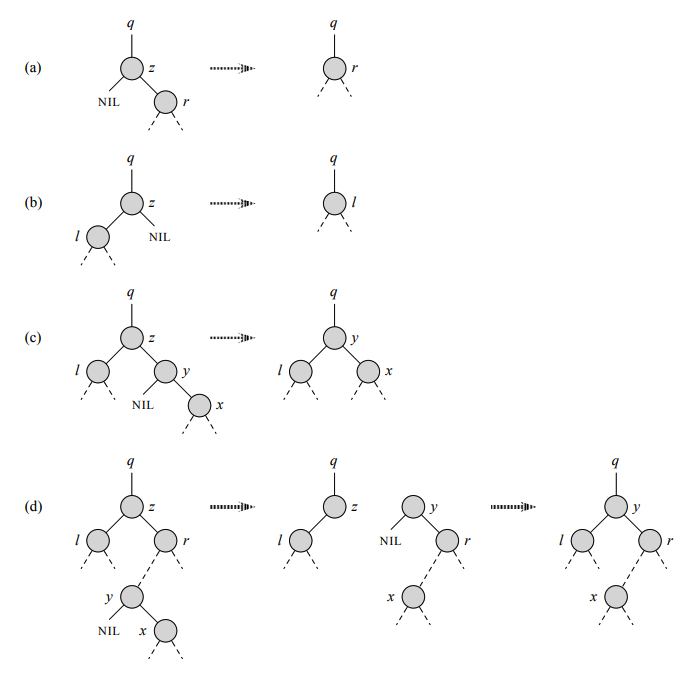 q q
(a) z r
NIL r
q q
(b) z l
l NIL
q q
(c) z y
l y l x
NIL x
q q
(d) z z y y
l r l NIL r l r
y x x
NIL x